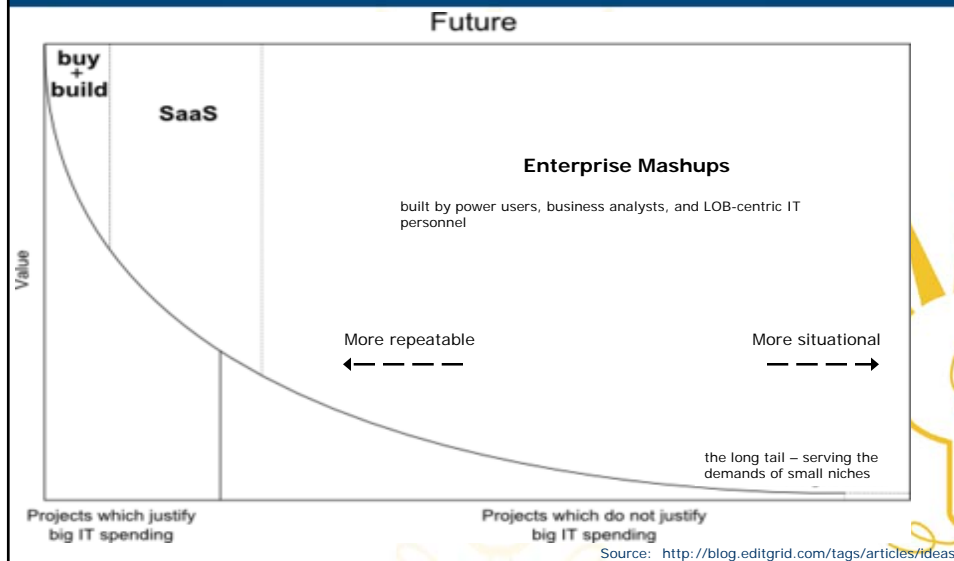 Future
buy
+
build
SaaS
Enterprise Mashups
built by power users, business analysts, and LOB-centric IT
personnel
Value
More repeatable
More situational
the long tail – serving the
demands of small niches
Projects which justify
big IT spending
Projects which do not justify
big IT spending
Source: http://blog.editgrid.com/tags/articles/ideas